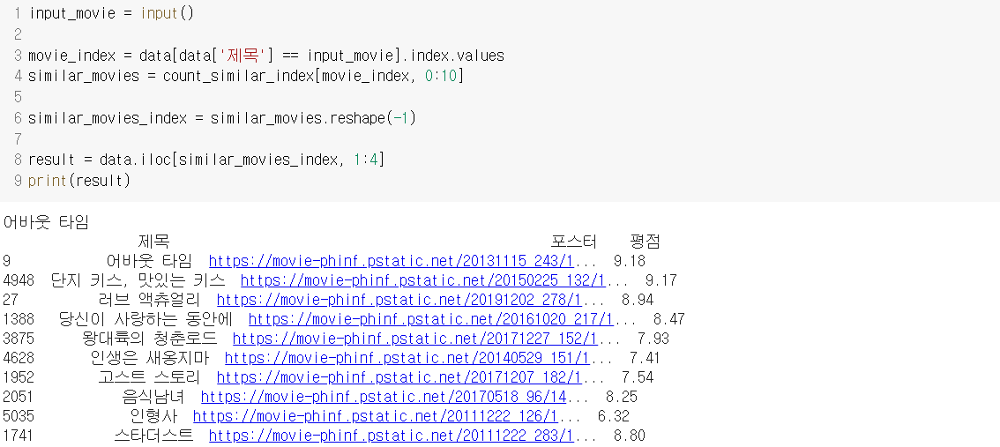 1 input_movie = input()
2
3 movie_index = data[data['제목'] == input_movie].index.values
4 similar_movies = count_similar_index[movie_index, 0:10]
5
6 similar_movies_index = similar_movies.reshape(-1)
7
8 result = data.iloc[similar_movies_index, 1:4]
9 print(result)
어바웃 타임
제목 포스터 평점
9 어바웃 타임 https://movie-phinf.pstatic.net/20131115_243/1... 9.18
4948 단지 키스, 맛있는 키스 https://movie-phinf.pstatic.net/20150225_132/1... 9.17
27 러브 액츄얼리 https://movie-phinf.pstatic.net/20191202_278/1... 8.94
1388 당신이 사랑하는 동안에 https://movie-phinf.pstatic.net/20161020_217/1... 8.47
3875 왕대륙의 청춘로드 https://movie-phinf.pstatic.net/20171227_152/1... 7.93
4628 인생은 새옹지마 https://movie-phinf.pstatic.net/20140529_151/1... 7.41
1952 고스트 스토리 https://movie-phinf.pstatic.net/20171207_182/1... 7.54
2051 음식남녀 https://movie-phinf.pstatic.net/20170518_96/14... 8.25
5035 인형사 https://movie-phinf.pstatic.net/20111222_126/1... 6.32
1741 스타더스트 https://movie-phinf.pstatic.net/20111222_283/1... 8.80